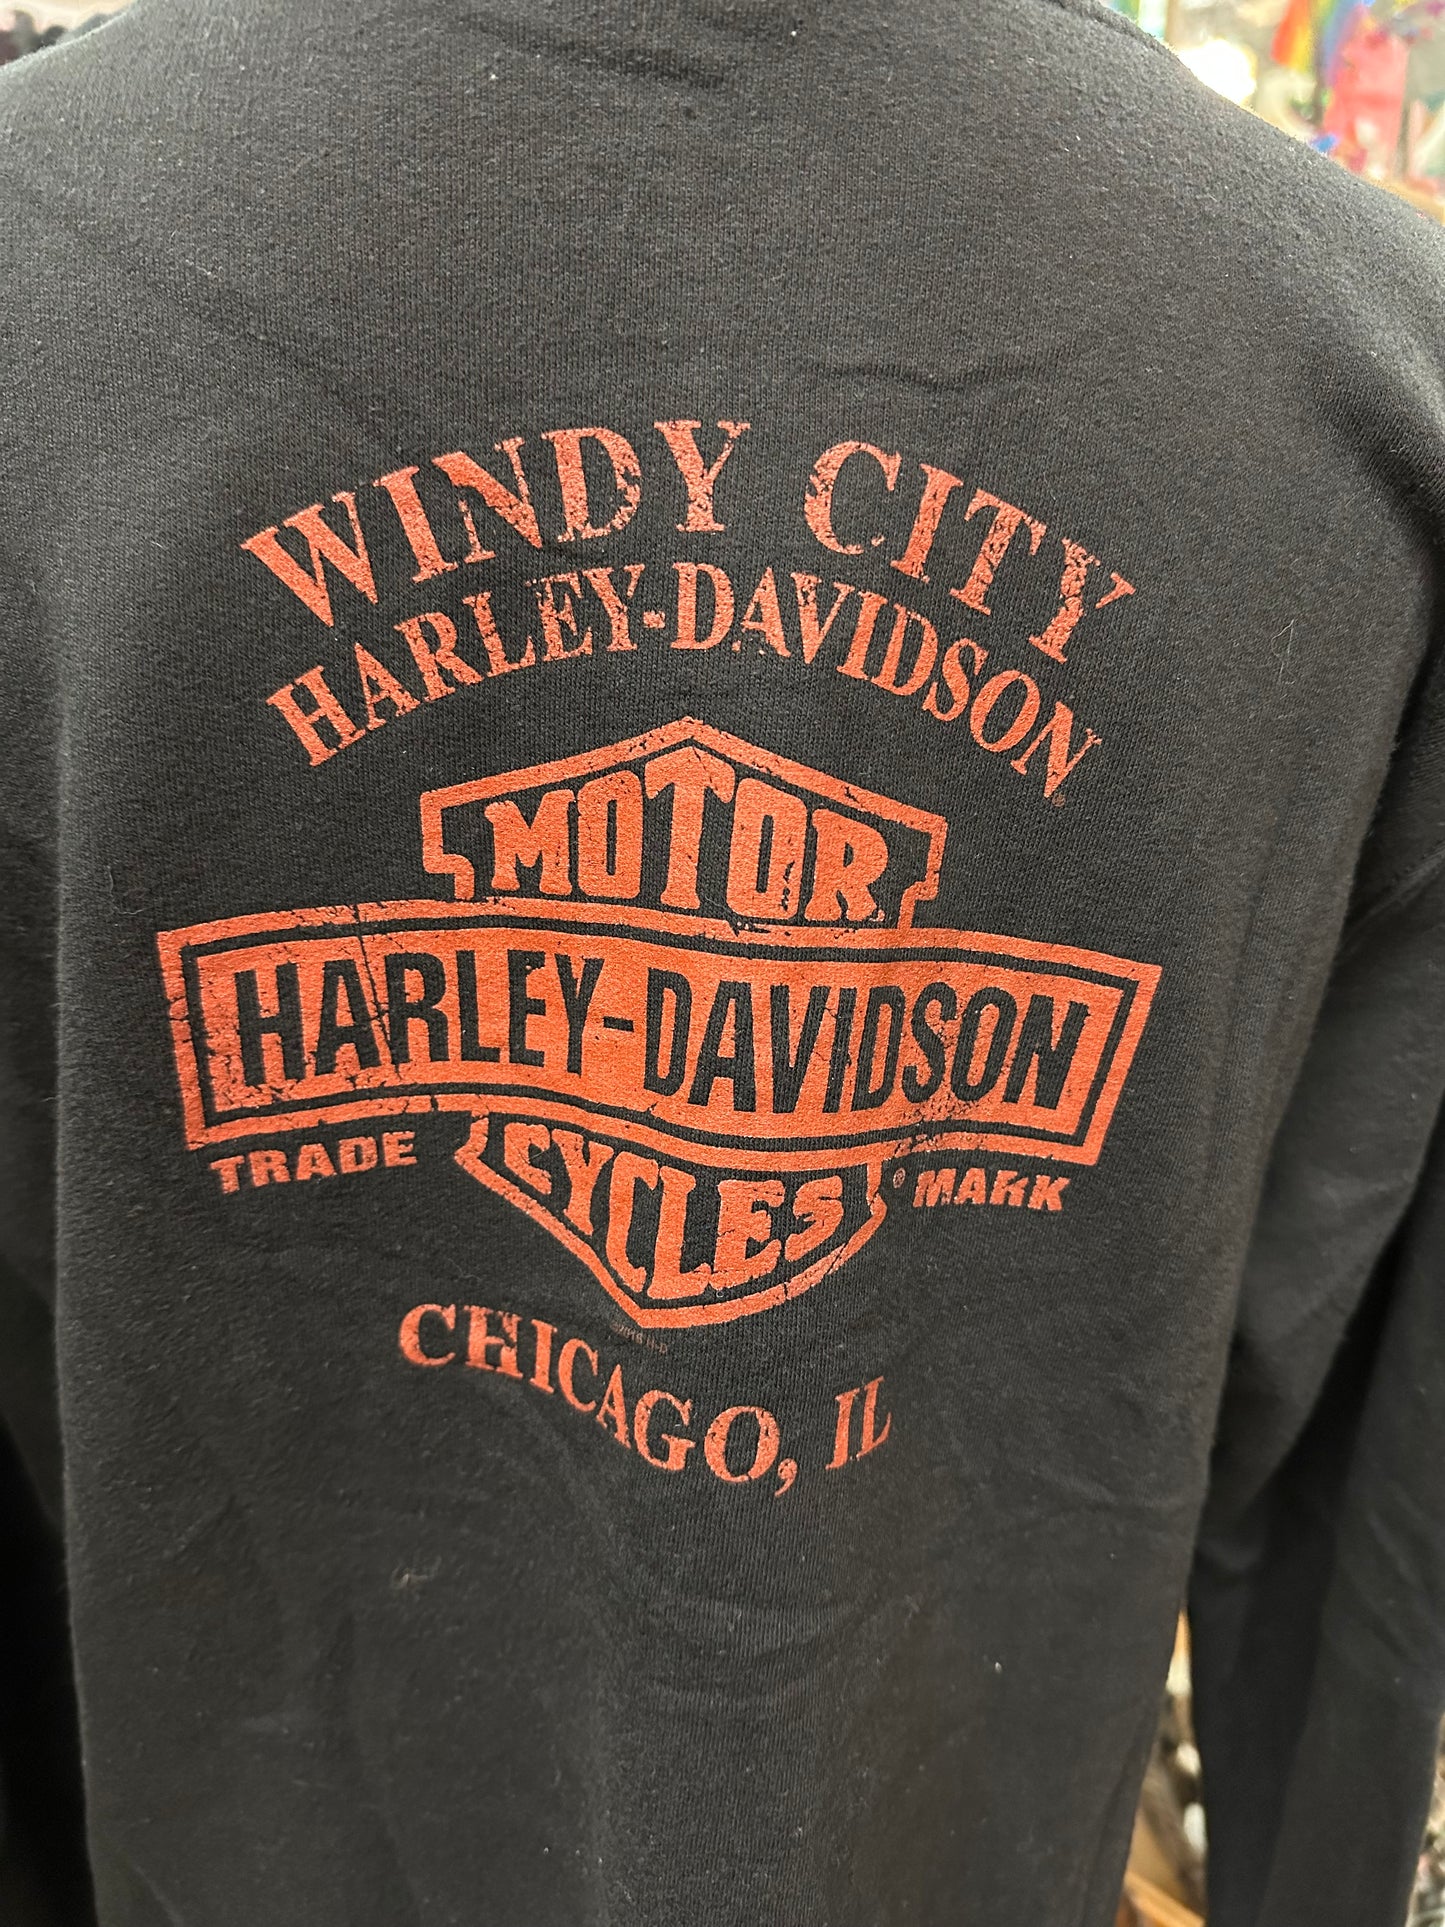 WINDY CITY
HARLEY-DAVIDSON®
MOTOR
HARLEY-DAVIDSON
TRADE ® MARK
CYCLES
CHICAGO, IL